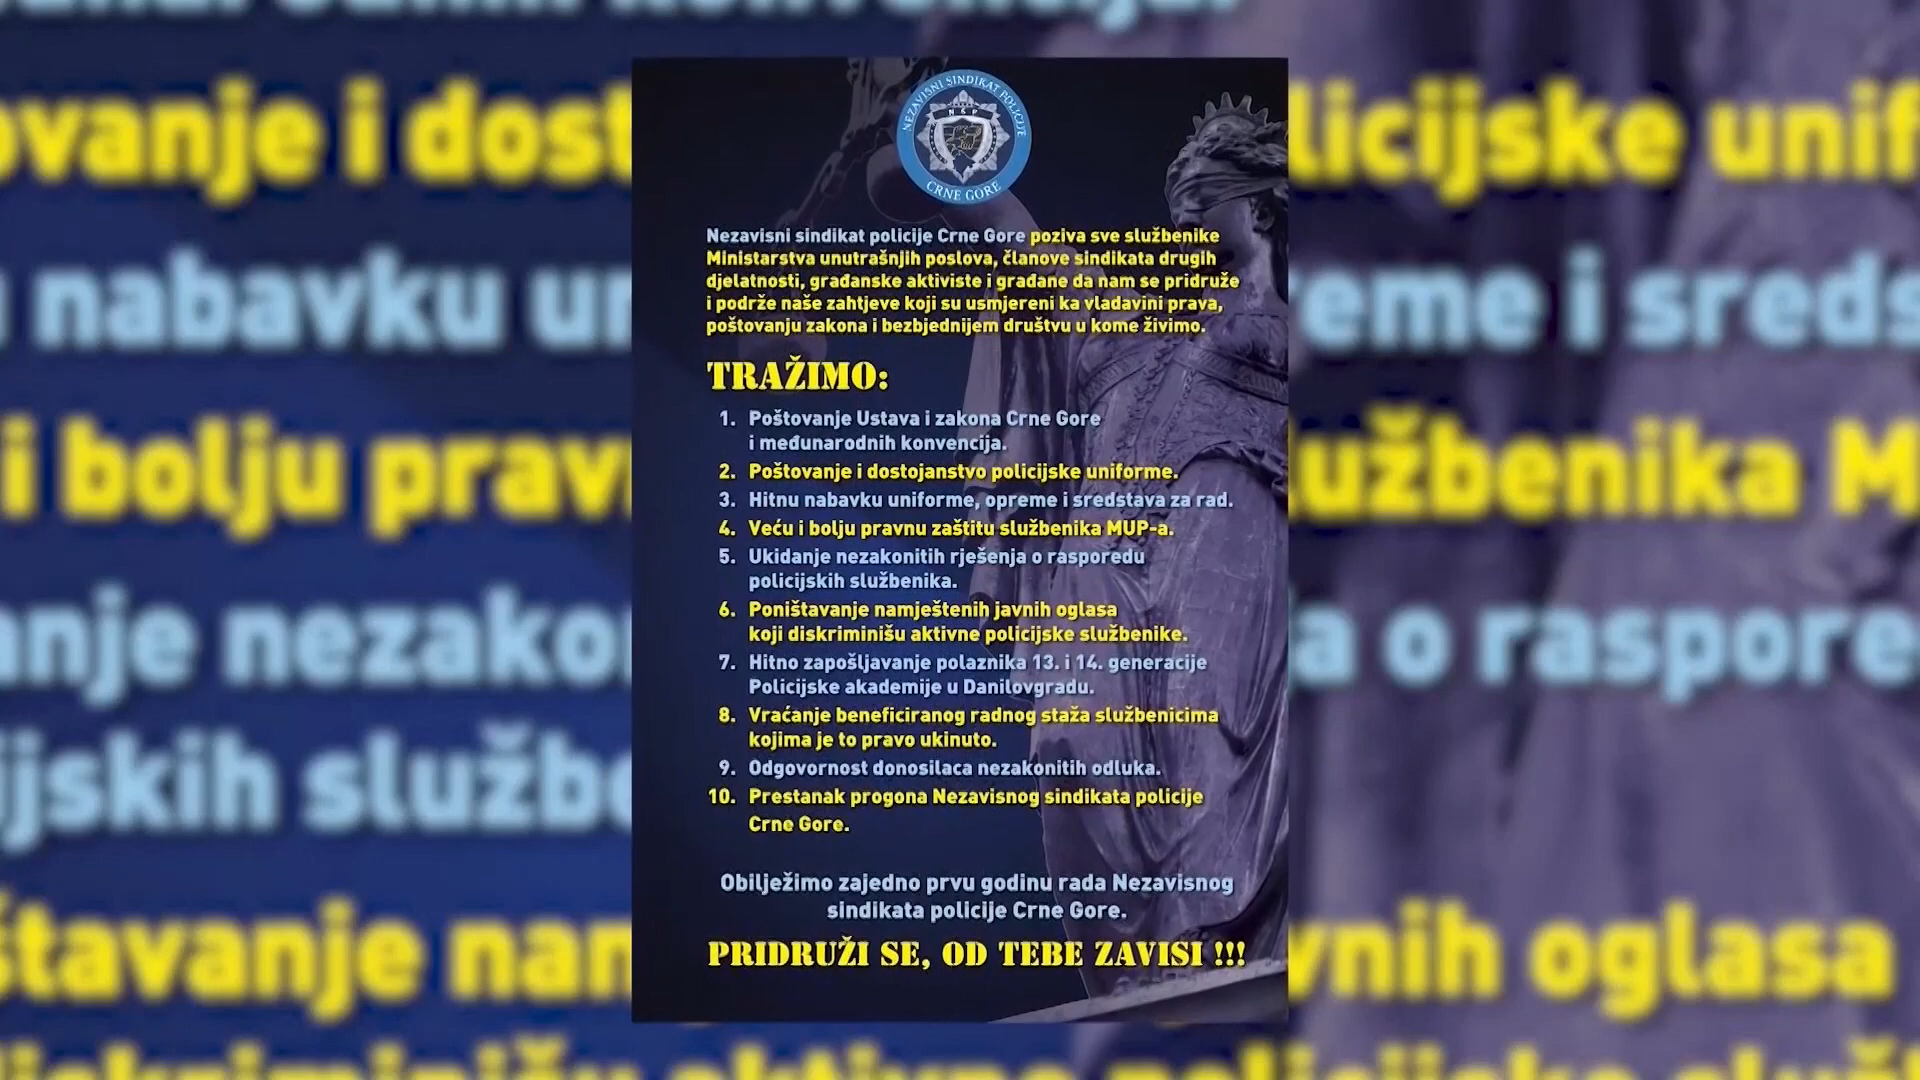 NEZAVISNI SINDIKAT POLICIJE
NSP
CRNE GORE
Nezavisni sindikat policije Crne Gore poziva sve službenike
Ministarstva unutrašnjih poslova, članove sindikata drugih
djelatnosti, građanske aktiviste i građane da nam se pridruže
i podrže naše zahtjeve koji su usmjereni ka vladavini prava,
poštovanju zakona i bezbjednijem društvu u kome živimo.
TRAŽIMO:
1. Poštovanje Ustava i zakona Crne Gore
i međunarodnih konvencija.
2. Poštovanje i dostojanstvo policijske uniforme.
3. Hitnu nabavku uniforme, opreme i sredstava za rad.
4. Veću i bolju pravnu zaštitu službenika MUP-a.
5. Ukidanje nezakonitih rješenja o rasporedu
policijskih službenika.
6. Poništavanje namještenih javnih oglasa
koji diskriminišu aktivne policijske službenike.
7. Hitno zapošljavanje polaznika 13. i 14. generacije
Policijske akademije u Danilovgradu.
8. Vraćanje beneficiranog radnog staža službenicima
kojima je to pravo ukinuto.
9. Odgovornost donosilaca nezakonitih odluka.
10. Prestanak progona Nezavisnog sindikata policije
Crne Gore.
Obilježimo zajedno prvu godinu rada Nezavisnog
sindikata policije Crne Gore.
PRIDRUŽI SE, OD TEBE ZAVISI !!!